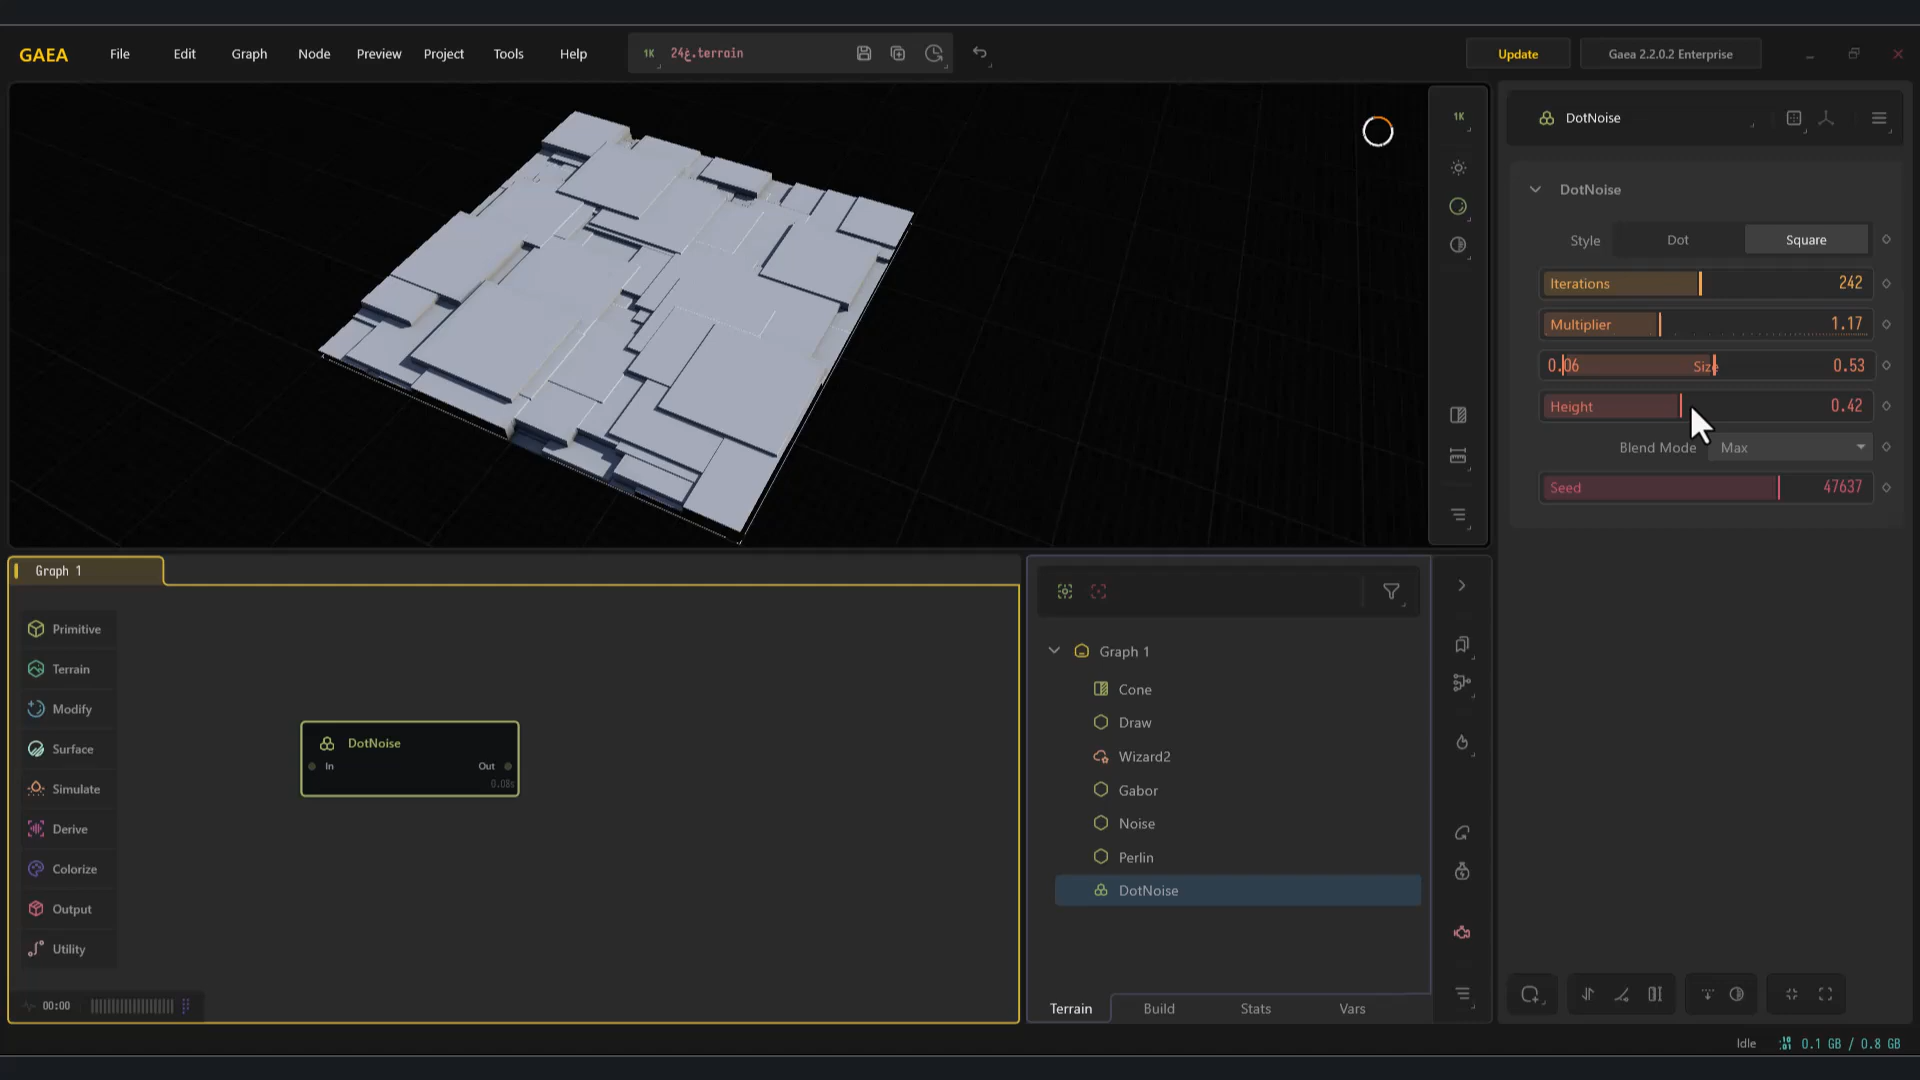 GAEA File Edit Graph Node Preview Project Tools Help 1K 24غ.terrain Update Gaea 2.2.0.2 Enterprise
1K
DotNoise
DotNoise
Style Dot Square
Iterations 242
Multiplier 1.17
0.06 Size 0.53
Height 0.42
Blend Mode Max
Seed 47637
Graph 1
Primitive
Terrain
Modify
Surface
Simulate
Derive
Colorize
Output
Utility
DotNoise
In Out
0.08s
00:00
Graph 1
Cone
Draw
Wizard2
Gabor
Noise
Perlin
DotNoise
Terrain Build Stats Vars
Idle 0.1 GB / 0.8 GB